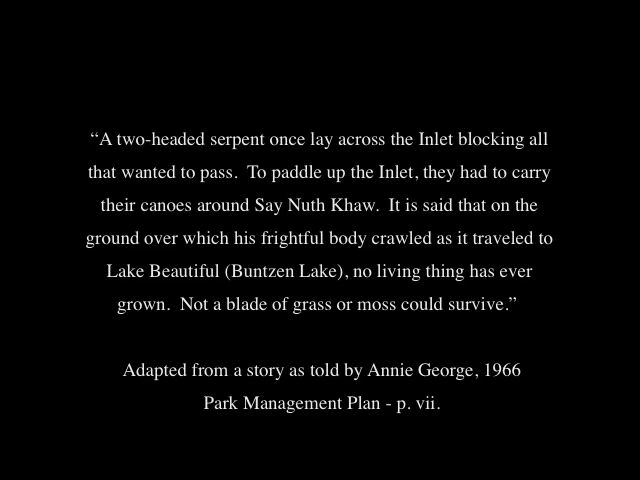 “A two-headed serpent once lay across the Inlet blocking all
that wanted to pass.  To paddle up the Inlet, they had to carry
their canoes around Say Nuth Khaw.  It is said that on the
ground over which his frightful body crawled as it traveled to
Lake Beautiful (Buntzen Lake), no living thing has ever
grown.  Not a blade of grass or moss could survive.”
Adapted from a story as told by Annie George, 1966
Park Management Plan - p. vii.